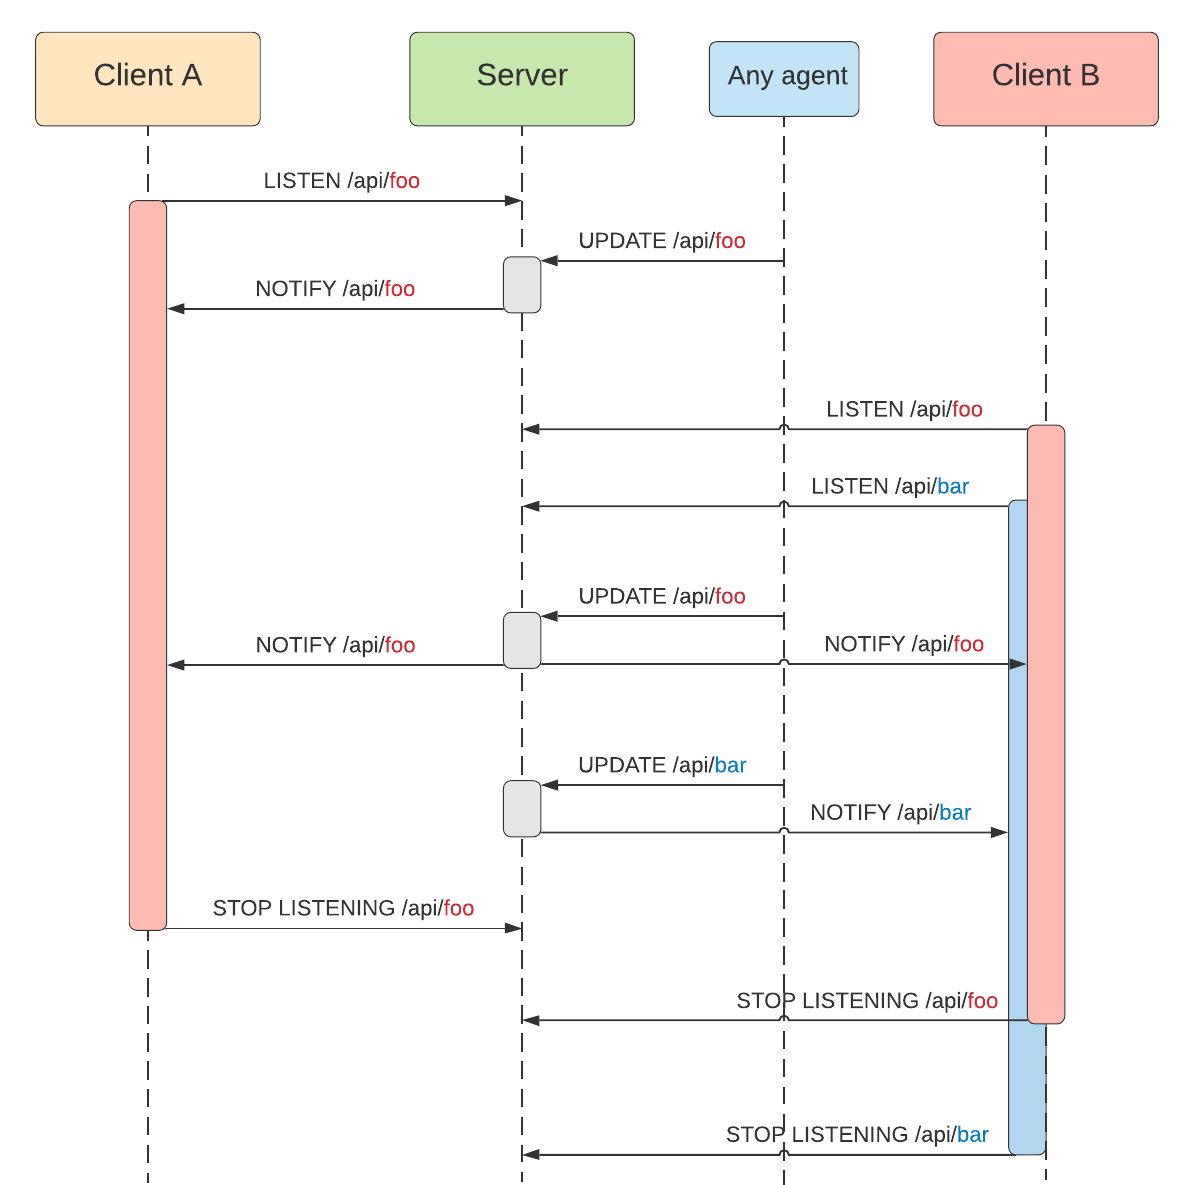 Client A
Server
Any agent
Client B
LISTEN /api/foo
UPDATE /api/foo
NOTIFY /api/foo
LISTEN /api/foo
LISTEN /api/bar
UPDATE /api/foo
NOTIFY /api/foo
NOTIFY /api/foo
UPDATE /api/bar
NOTIFY /api/bar
STOP LISTENING /api/foo
STOP LISTENING /api/foo
STOP LISTENING /api/bar